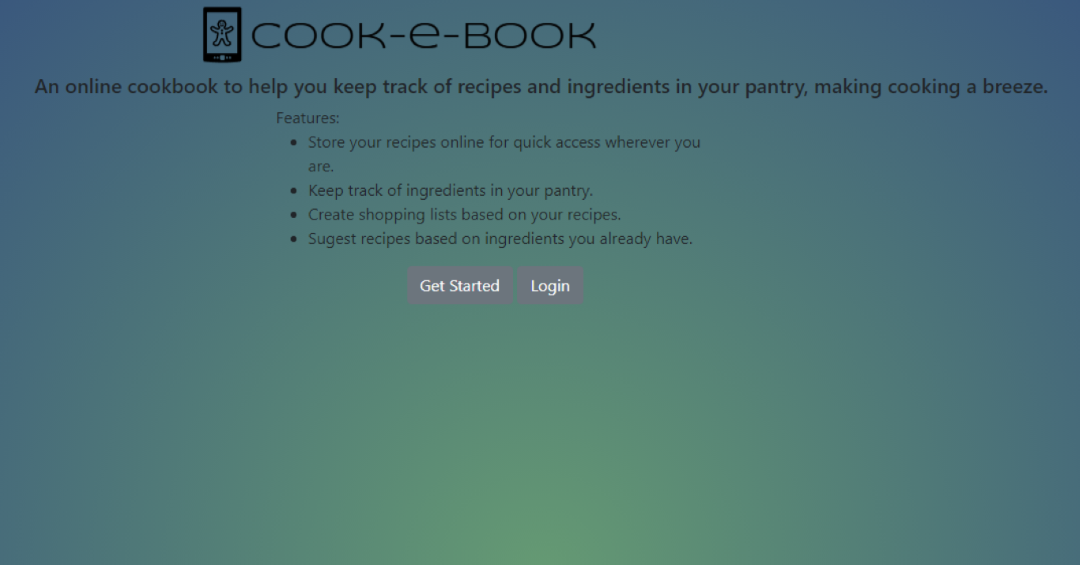 COOK-e-BOOK
An online cookbook to help you keep track of recipes and ingredients in your pantry, making cooking a breeze.
Features:
• Store your recipes online for quick access wherever you
are.
• Keep track of ingredients in your pantry.
• Create shopping lists based on your recipes.
• Sugest recipes based on ingredients you already have.
Get Started Login